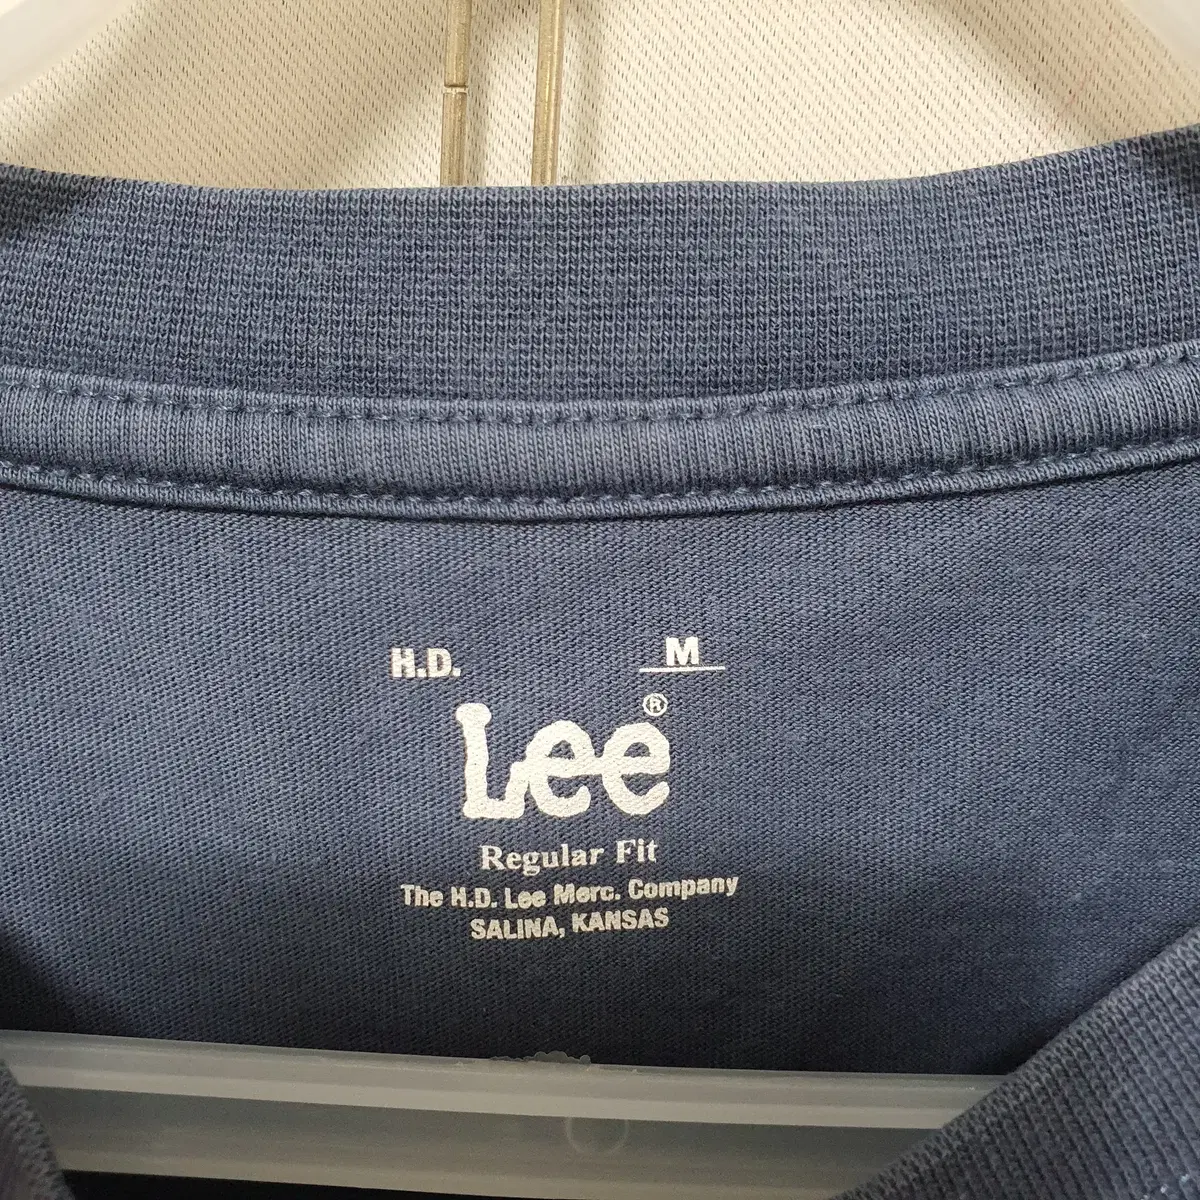 H.D. M
Lee®
Regular Fit
The H.D. Lee Merc. Company
SALINA, KANSAS